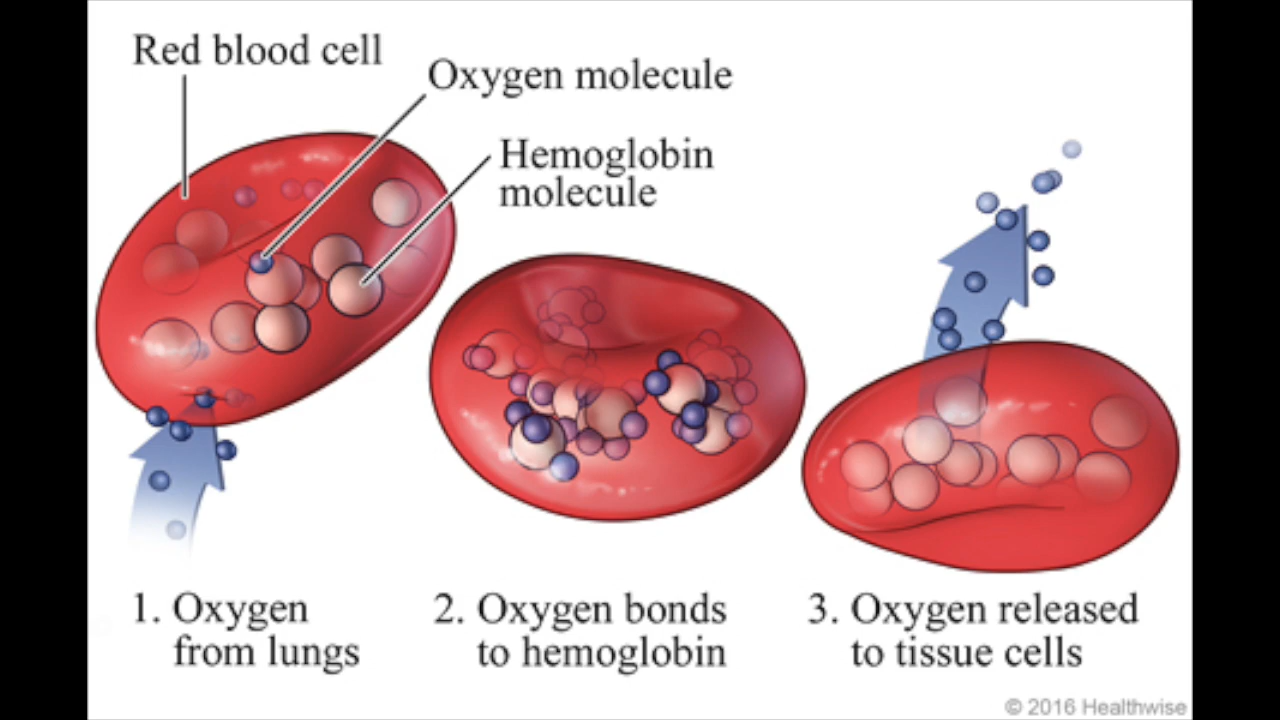 Red blood cell
Oxygen molecule
Hemoglobin
molecule
1. Oxygen
from lungs
2. Oxygen bonds
to hemoglobin
3. Oxygen released
to tissue cells
© 2016 Healthwise